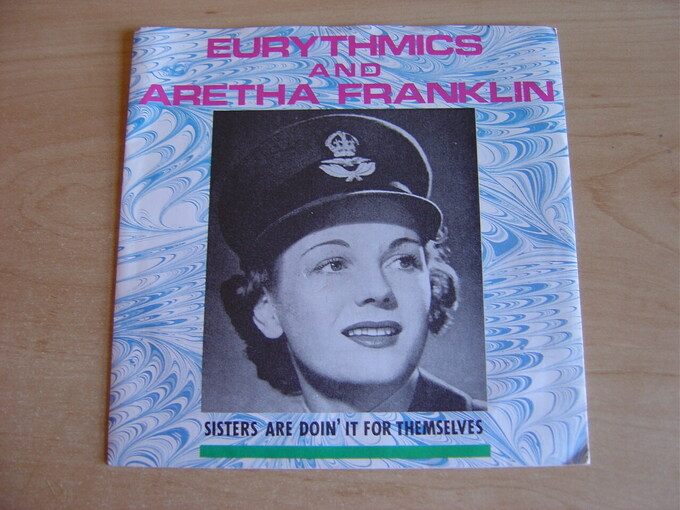 EURYTHMICS
AND
ARETHA FRANKLIN
SISTERS ARE DOIN' IT FOR THEMSELVES